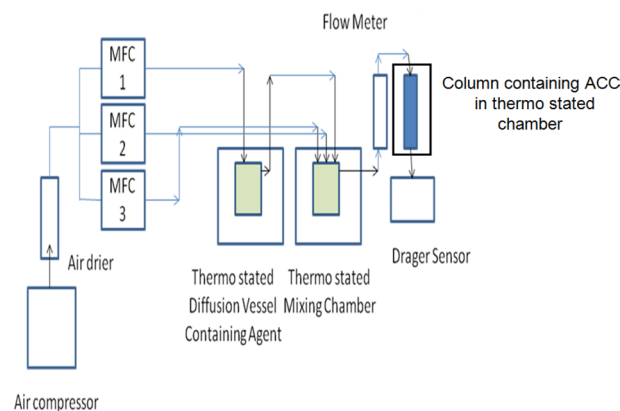 Flow Meter
MFC
1
MFC
2
MFC
3
Column containing ACC
in thermo stated
chamber
Air drier
Drager Sensor
Thermo stated
Diffusion Vessel
Containing Agent
Thermo stated
Mixing Chamber
Air compressor